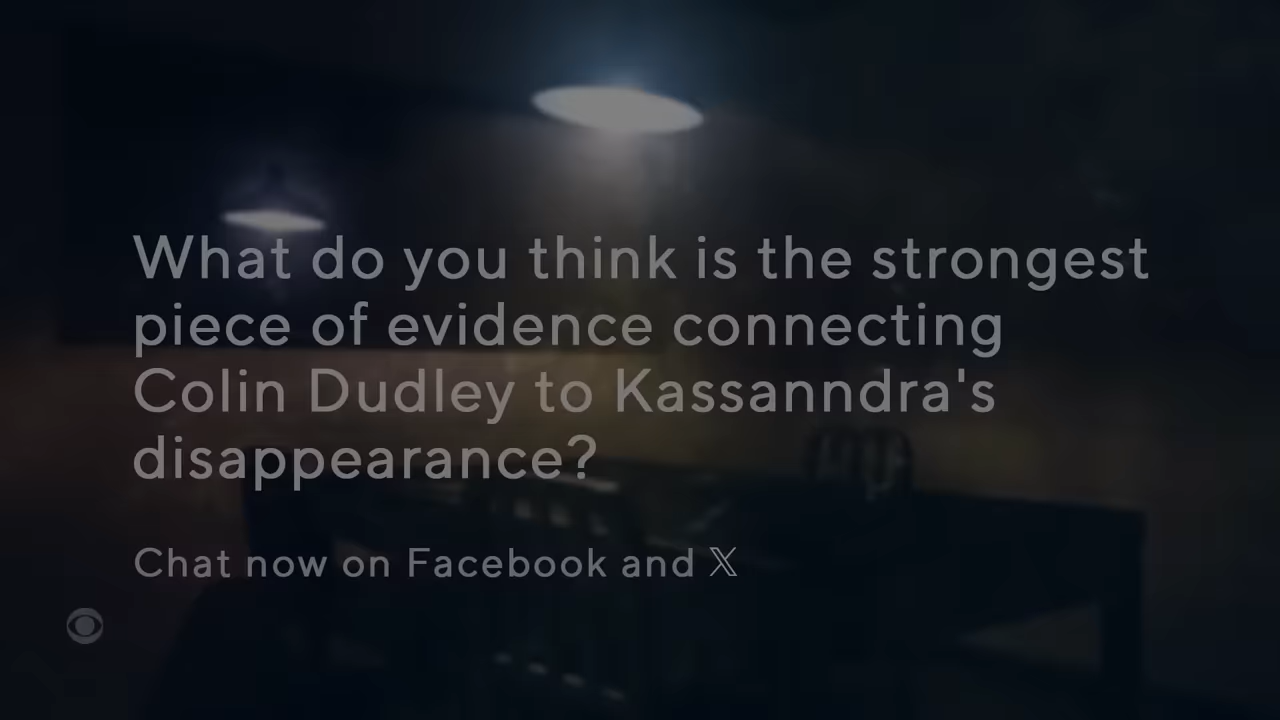 What do you think is the strongest
piece of evidence connecting
Colin Dudley to Kassanndra's
disappearance?
Chat now on Facebook and 𝕏